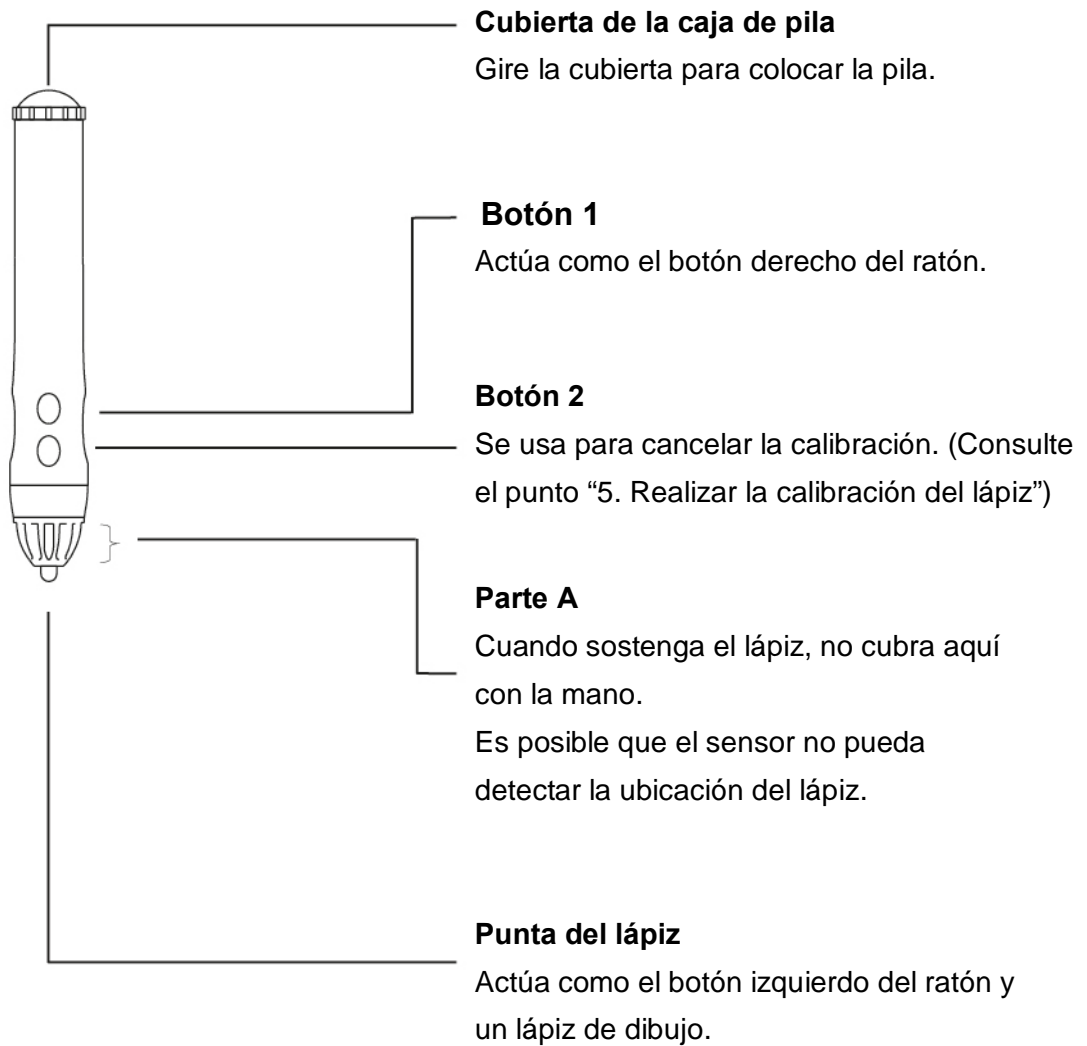 Cubierta de la caja de pila
Gire la cubierta para colocar la pila.
Botón 1
Actúa como el botón derecho del ratón.
Botón 2
Se usa para cancelar la calibración. (Consulte
el punto “5. Realizar la calibración del lápiz”)
Parte A
Cuando sostenga el lápiz, no cubra aquí
con la mano.
Es posible que el sensor no pueda
detectar la ubicación del lápiz.
Punta del lápiz
Actúa como el botón izquierdo del ratón y
un lápiz de dibujo.